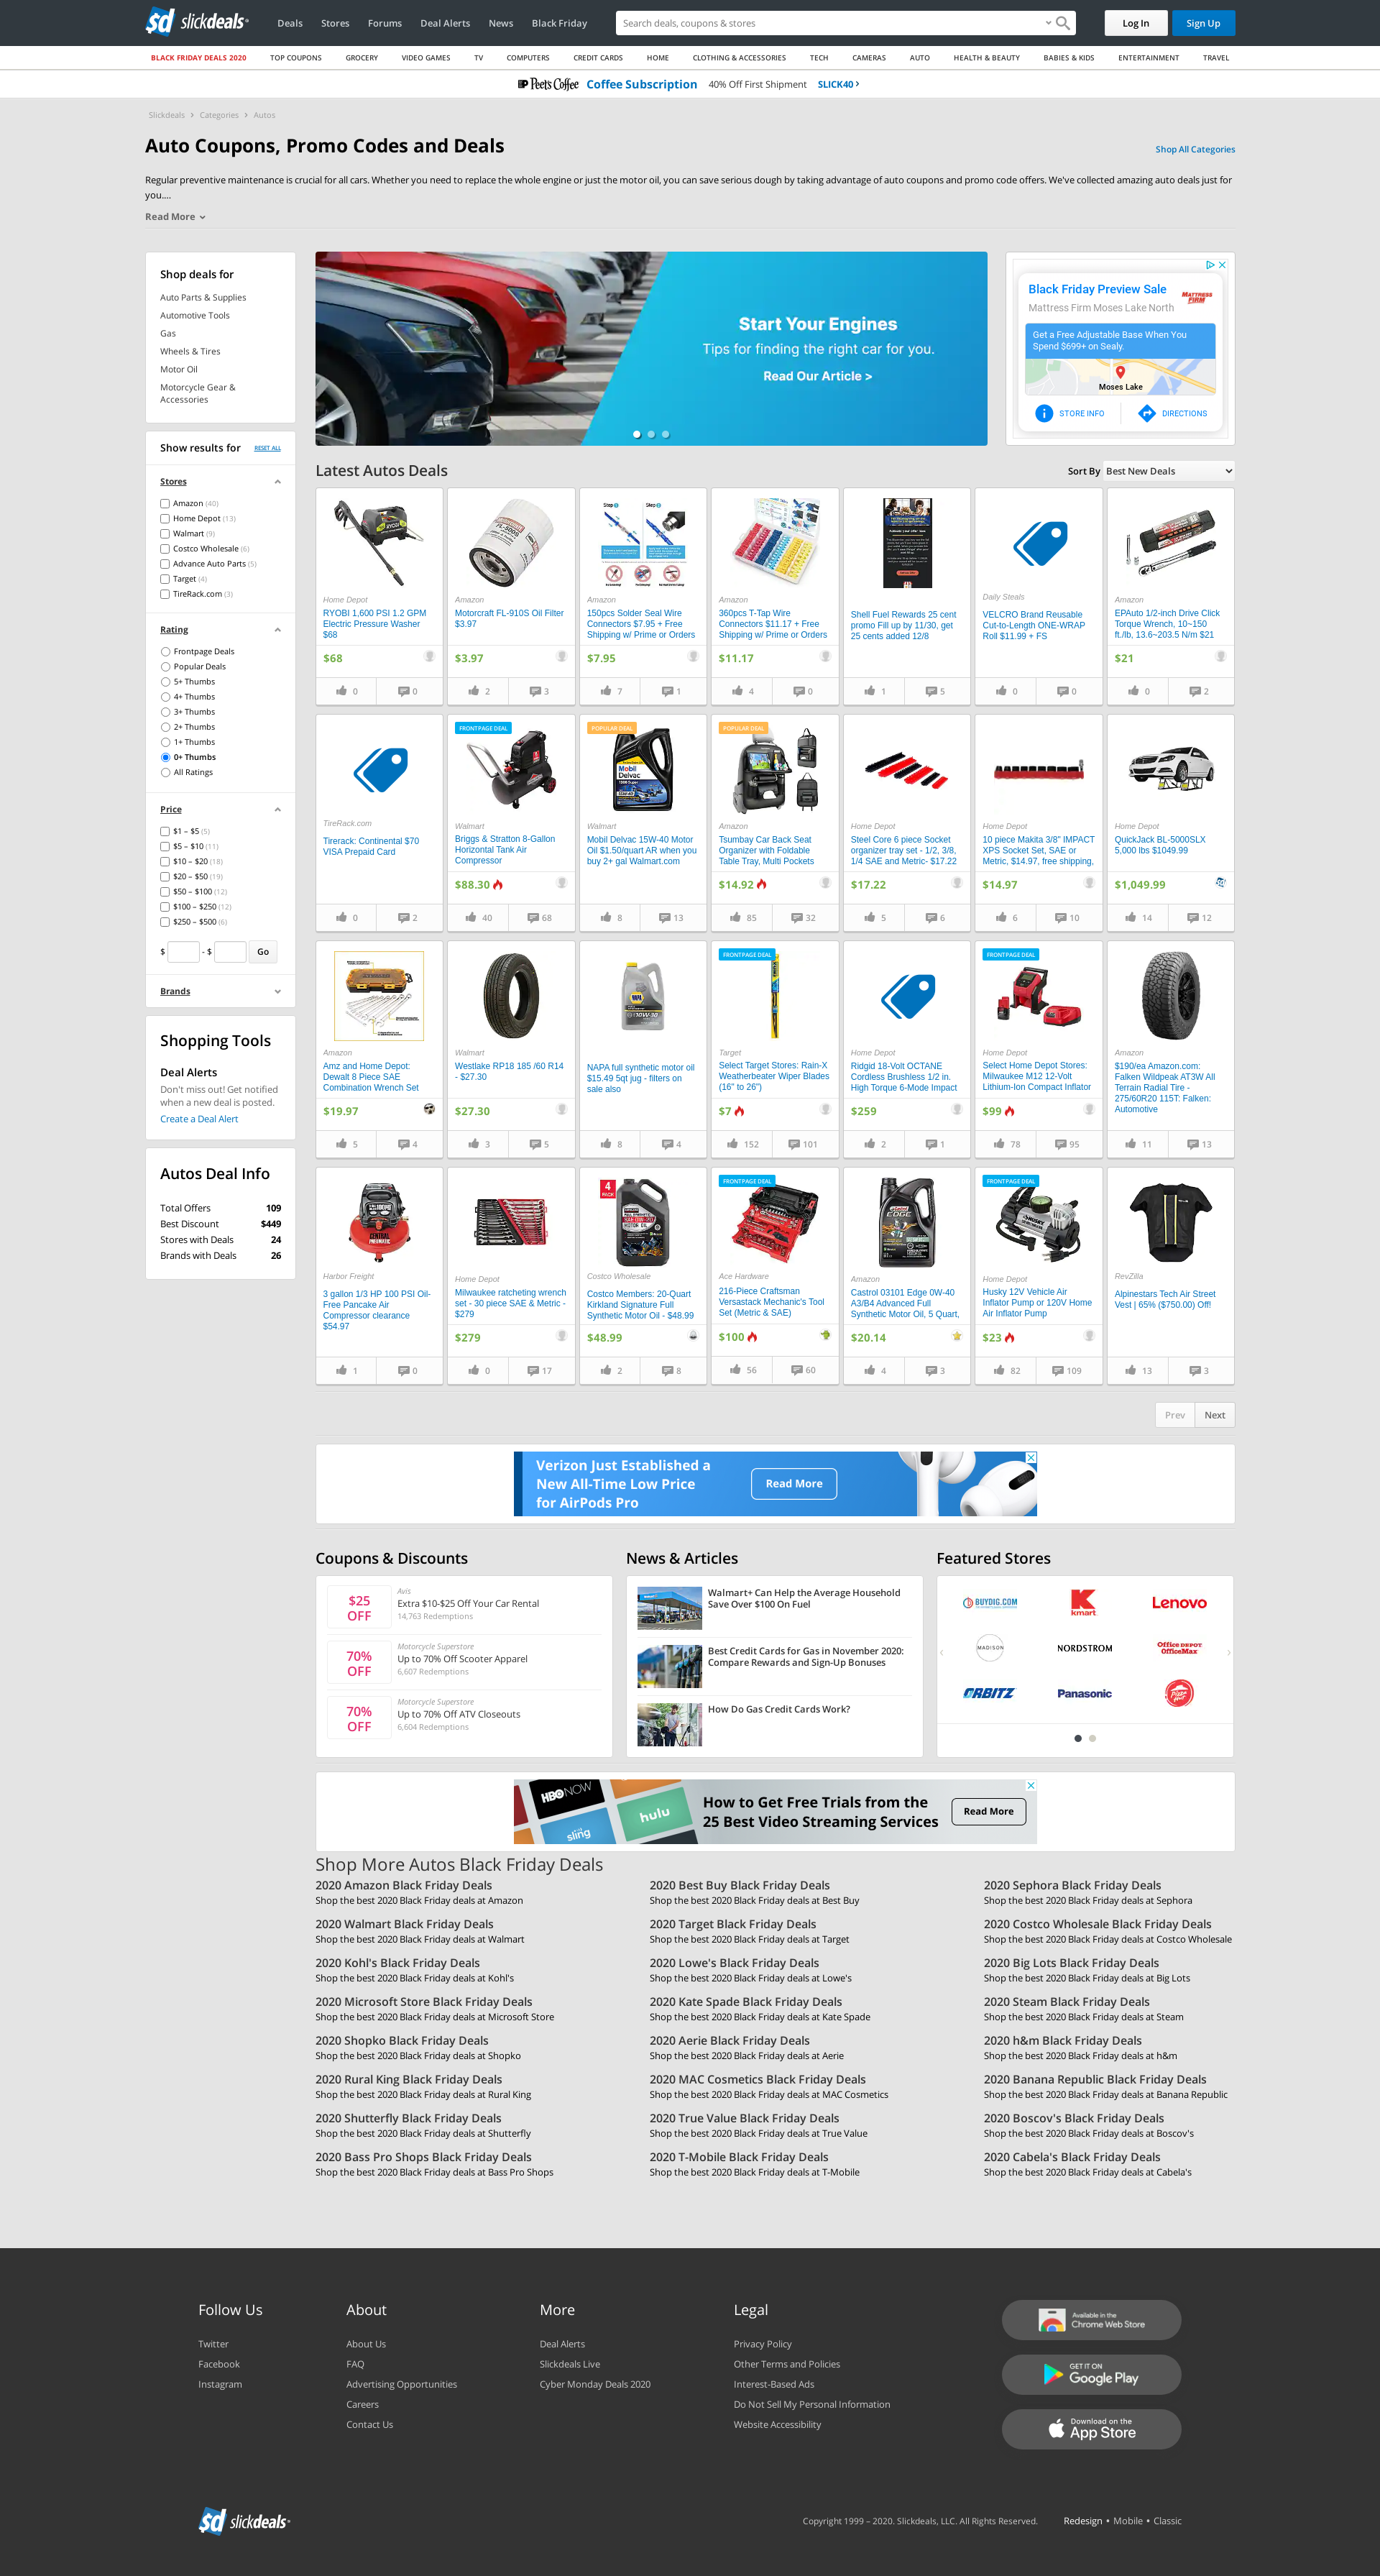 sd slickdeals
Deals
Stores
Forums
Deal Alerts
News
Black Friday
Search deals, coupons & stores
Log In
Sign Up
BLACK FRIDAY DEALS 2020
TOP COUPONS
GROCERY
VIDEO GAMES
TV
COMPUTERS
CREDIT CARDS
HOME
CLOTHING & ACCESSORIES
TECH
CAMERAS
AUTO
HEALTH & BEAUTY
BABIES & KIDS
ENTERTAINMENT
TRAVEL
Peet's Coffee Coffee Subscription 40% Off First Shipment SLICK40 ›
Slickdeals › Categories › Autos
Auto Coupons, Promo Codes and Deals
Shop All Categories
Regular preventive maintenance is crucial for all cars. Whether you need to replace the whole engine or just the motor oil, you can save serious dough by taking advantage of auto coupons and promo code offers. We've collected amazing auto deals just for
you....
Read More
Shop deals for
Auto Parts & Supplies
Automotive Tools
Gas
Wheels & Tires
Motor Oil
Motorcycle Gear &
Accessories
Start Your Engines
Tips for finding the right car for you.
Read Our Article >
Black Friday Preview Sale
Mattress Firm Moses Lake North
MATTRESS FIRM
Get a Free Adjustable Base When You
Spend $699+ on Sealy.
Moses Lake
STORE INFO
DIRECTIONS
Show results for
RESET ALL
Stores
Amazon (40)
Home Depot (13)
Walmart (9)
Costco Wholesale (6)
Advance Auto Parts (5)
Target (4)
TireRack.com (3)
Rating
Frontpage Deals
Popular Deals
5+ Thumbs
4+ Thumbs
3+ Thumbs
2+ Thumbs
1+ Thumbs
0+ Thumbs
All Ratings
Price
$1 – $5 (5)
$5 – $10 (11)
$10 – $20 (18)
$20 – $50 (19)
$50 – $100 (12)
$100 – $250 (12)
$250 – $500 (6)
$ - $ Go
Brands
Shopping Tools
Deal Alerts
Don't miss out! Get notified
when a new deal is posted.
Create a Deal Alert
Autos Deal Info
Total Offers 109
Best Discount $449
Stores with Deals 24
Brands with Deals 26
Latest Autos Deals
Sort By Best New Deals
Home Depot
RYOBI 1,600 PSI 1.2 GPM
Electric Pressure Washer
$68
$68
0 0
Amazon
Motorcraft FL-910S Oil Filter
$3.97
$3.97
2 3
Amazon
150pcs Solder Seal Wire
Connectors $7.95 + Free
Shipping w/ Prime or Orders
$7.95
7 1
Amazon
360pcs T-Tap Wire
Connectors $11.17 + Free
Shipping w/ Prime or Orders
$11.17
4 0
Shell Fuel Rewards 25 cent
promo Fill up by 11/30, get
25 cents added 12/8
1 5
Daily Steals
VELCRO Brand Reusable
Cut-to-Length ONE-WRAP
Roll $11.99 + FS
0 0
Amazon
EPAuto 1/2-inch Drive Click
Torque Wrench, 10~150
ft./lb, 13.6~203.5 N/m $21
$21
0 2
TireRack.com
Tirerack: Continental $70
VISA Prepaid Card
0 2
FRONTPAGE DEAL
Walmart
Briggs & Stratton 8-Gallon
Horizontal Tank Air
Compressor
$88.30
40 68
POPULAR DEAL
Mobil Delvac
Walmart
Mobil Delvac 15W-40 Motor
Oil $1.50/quart AR when you
buy 2+ gal Walmart.com
8 13
POPULAR DEAL
Amazon
Tsumbay Car Back Seat
Organizer with Foldable
Table Tray, Multi Pockets
$14.92
85 32
Home Depot
Steel Core 6 piece Socket
organizer tray set - 1/2, 3/8,
1/4 SAE and Metric- $17.22
$17.22
5 6
Home Depot
10 piece Makita 3/8" IMPACT
XPS Socket Set, SAE or
Metric, $14.97, free shipping,
$14.97
6 10
Home Depot
QuickJack BL-5000SLX
5,000 lbs $1049.99
$1,049.99
14 12
Amazon
Amz and Home Depot:
Dewalt 8 Piece SAE
Combination Wrench Set
$19.97
5 4
Walmart
Westlake RP18 185 /60 R14
- $27.30
$27.30
3 5
10W-30
NAPA full synthetic motor oil
$15.49 5qt jug - filters on
sale also
8 4
FRONTPAGE DEAL
Target
Select Target Stores: Rain-X
Weatherbeater Wiper Blades
(16" to 26")
$7
152 101
Home Depot
Ridgid 18-Volt OCTANE
Cordless Brushless 1/2 in.
High Torque 6-Mode Impact
$259
2 1
FRONTPAGE DEAL
Home Depot
Select Home Depot Stores:
Milwaukee M12 12-Volt
Lithium-Ion Compact Inflator
$99
78 95
Amazon
$190/ea Amazon.com:
Falken Wildpeak AT3W All
Terrain Radial Tire -
275/60R20 115T: Falken:
Automotive
11 13
Harbor Freight
3 gallon 1/3 HP 100 PSI Oil-
Free Pancake Air
Compressor clearance
$54.97
1 0
Home Depot
Milwaukee ratcheting wrench
set - 30 piece SAE & Metric -
$279
$279
0 17
4 PACK
Costco Wholesale
Costco Members: 20-Quart
Kirkland Signature Full
Synthetic Motor Oil - $48.99
$48.99
2 8
FRONTPAGE DEAL
Ace Hardware
216-Piece Craftsman
Versastack Mechanic's Tool
Set (Metric & SAE)
$100
56 60
EDGE
Amazon
Castrol 03101 Edge 0W-40
A3/B4 Advanced Full
Synthetic Motor Oil, 5 Quart,
$20.14
4 3
FRONTPAGE DEAL
Home Depot
Husky 12V Vehicle Air
Inflator Pump or 120V Home
Air Inflator Pump
$23
82 109
RevZilla
Alpinestars Tech Air Street
Vest | 65% ($750.00) Off!
13 3
Prev
Next
Verizon Just Established a
New All-Time Low Price
for AirPods Pro
Read More
Coupons & Discounts
$25 OFF
Avis
Extra $10-$25 Off Your Car Rental
14,763 Redemptions
70% OFF
Motorcycle Superstore
Up to 70% Off Scooter Apparel
6,607 Redemptions
70% OFF
Motorcycle Superstore
Up to 70% Off ATV Closeouts
6,604 Redemptions
News & Articles
Walmart+ Can Help the Average Household
Save Over $100 On Fuel
Best Credit Cards for Gas in November 2020:
Compare Rewards and Sign-Up Bonuses
How Do Gas Credit Cards Work?
Featured Stores
BUYDIG.COM
kmart
Lenovo
MADISON
NORDSTROM
Office DEPOT
OfficeMax
ORBITZ
Panasonic
Pizza Hut
HBO NOW
hulu
sling
How to Get Free Trials from the
25 Best Video Streaming Services
Read More
Shop More Autos Black Friday Deals
2020 Amazon Black Friday Deals
Shop the best 2020 Black Friday deals at Amazon
2020 Best Buy Black Friday Deals
Shop the best 2020 Black Friday deals at Best Buy
2020 Sephora Black Friday Deals
Shop the best 2020 Black Friday deals at Sephora
2020 Walmart Black Friday Deals
Shop the best 2020 Black Friday deals at Walmart
2020 Target Black Friday Deals
Shop the best 2020 Black Friday deals at Target
2020 Costco Wholesale Black Friday Deals
Shop the best 2020 Black Friday deals at Costco Wholesale
2020 Kohl's Black Friday Deals
Shop the best 2020 Black Friday deals at Kohl's
2020 Lowe's Black Friday Deals
Shop the best 2020 Black Friday deals at Lowe's
2020 Big Lots Black Friday Deals
Shop the best 2020 Black Friday deals at Big Lots
2020 Microsoft Store Black Friday Deals
Shop the best 2020 Black Friday deals at Microsoft Store
2020 Kate Spade Black Friday Deals
Shop the best 2020 Black Friday deals at Kate Spade
2020 Steam Black Friday Deals
Shop the best 2020 Black Friday deals at Steam
2020 Shopko Black Friday Deals
Shop the best 2020 Black Friday deals at Shopko
2020 Aerie Black Friday Deals
Shop the best 2020 Black Friday deals at Aerie
2020 h&m Black Friday Deals
Shop the best 2020 Black Friday deals at h&m
2020 Rural King Black Friday Deals
Shop the best 2020 Black Friday deals at Rural King
2020 MAC Cosmetics Black Friday Deals
Shop the best 2020 Black Friday deals at MAC Cosmetics
2020 Banana Republic Black Friday Deals
Shop the best 2020 Black Friday deals at Banana Republic
2020 Shutterfly Black Friday Deals
Shop the best 2020 Black Friday deals at Shutterfly
2020 True Value Black Friday Deals
Shop the best 2020 Black Friday deals at True Value
2020 Boscov's Black Friday Deals
Shop the best 2020 Black Friday deals at Boscov's
2020 Bass Pro Shops Black Friday Deals
Shop the best 2020 Black Friday deals at Bass Pro Shops
2020 T-Mobile Black Friday Deals
Shop the best 2020 Black Friday deals at T-Mobile
2020 Cabela's Black Friday Deals
Shop the best 2020 Black Friday deals at Cabela's
Follow Us
Twitter
Facebook
Instagram
About
About Us
FAQ
Advertising Opportunities
Careers
Contact Us
More
Deal Alerts
Slickdeals Live
Cyber Monday Deals 2020
Legal
Privacy Policy
Other Terms and Policies
Interest-Based Ads
Do Not Sell My Personal Information
Website Accessibility
Available in the
Chrome Web Store
GET IT ON
Google Play
Download on the
App Store
sd slickdeals
Copyright 1999 – 2020. Slickdeals, LLC. All Rights Reserved.
Redesign • Mobile • Classic